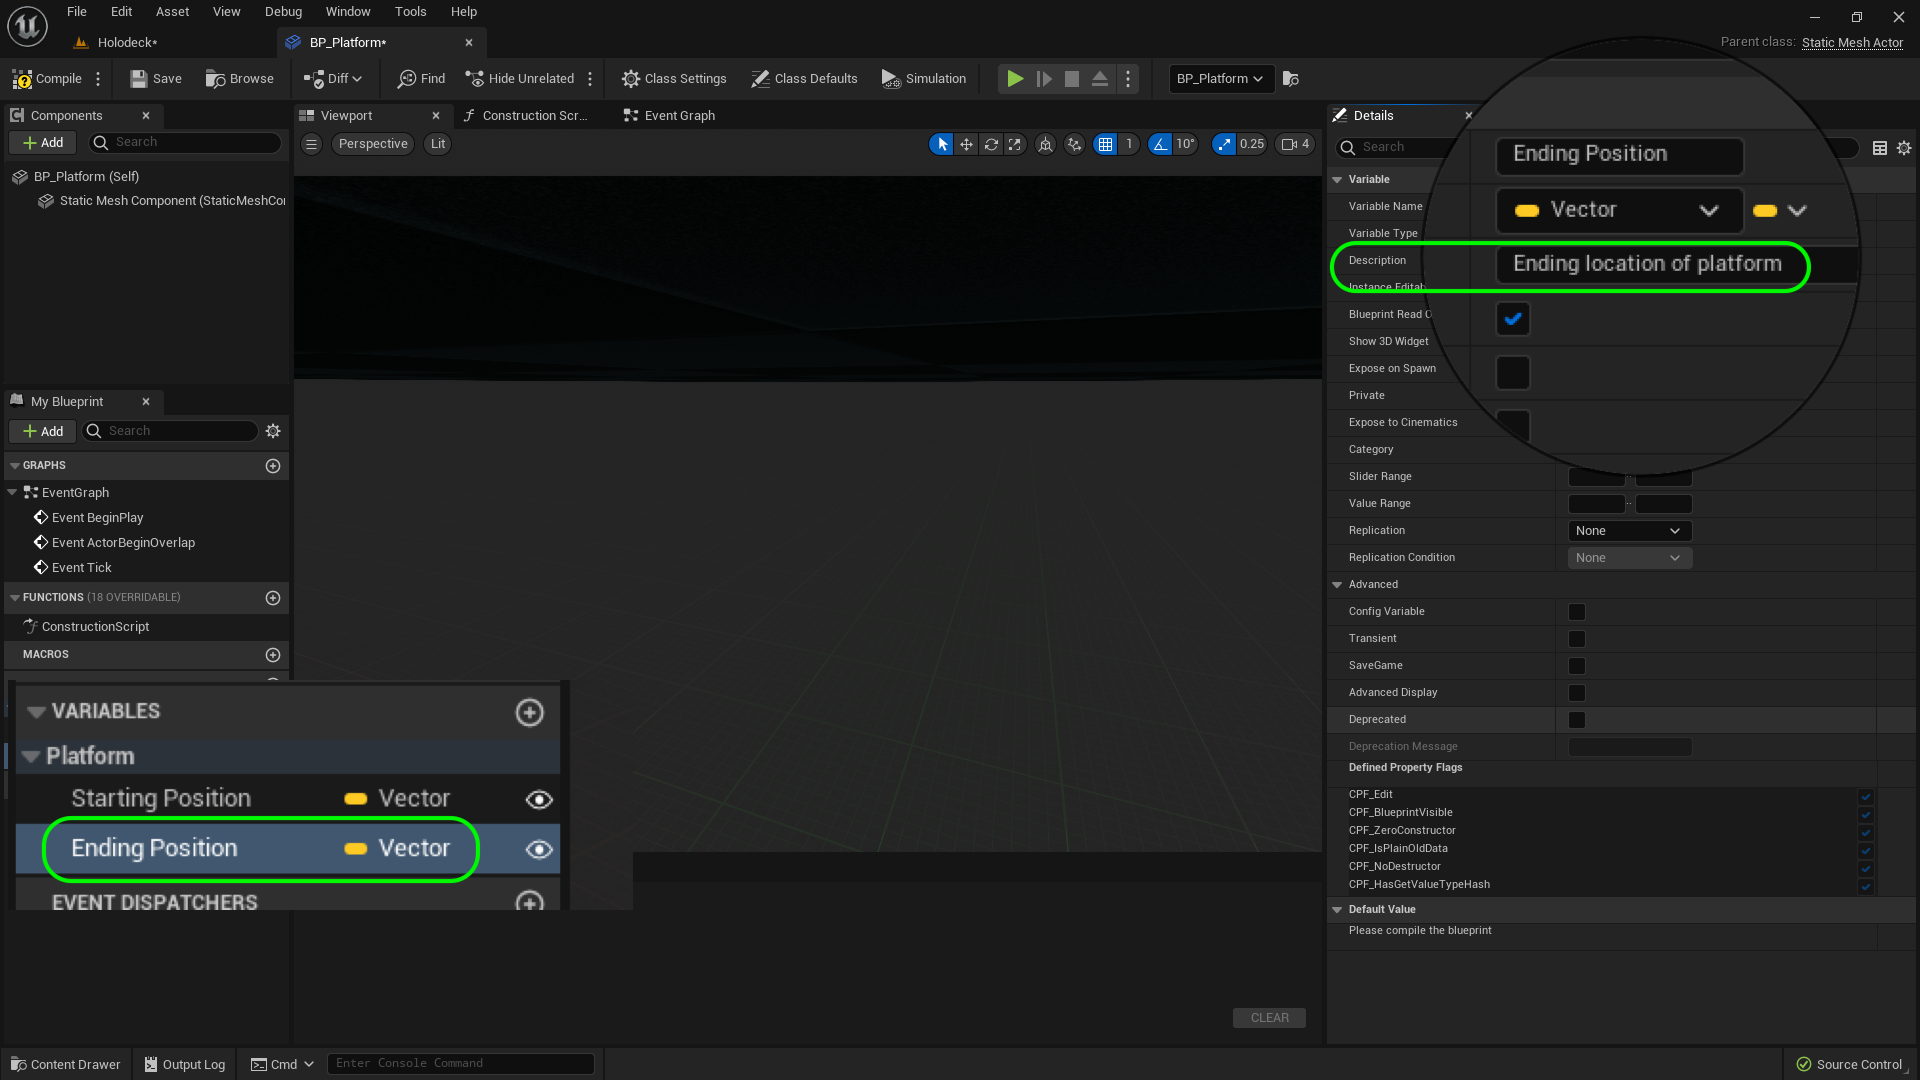 File Edit Asset View Debug Window Tools Help
Holodeck*
BP_Platform*
Parent class: Static Mesh Actor
Compile Save Browse Diff Find Hide Unrelated Class Settings Class Defaults Simulation BP_Platform
Components
Add Search
BP_Platform (Self)
Static Mesh Component (StaticMeshCor
My Blueprint
Add Search
GRAPHS
EventGraph
Event BeginPlay
Event ActorBeginOverlap
Event Tick
FUNCTIONS (18 OVERRIDABLE)
ConstructionScript
MACROS
VARIABLES
Platform
Starting Position Vector
Ending Position Vector
EVENT DISPATCHERS
Viewport Construction Scr... Event Graph
Perspective Lit 1 10° 0.25 4
CLEAR
Details
Search
Variable
Variable Name Ending Position
Variable Type Vector
Description Ending location of platform
Instance Editab
Blueprint Read O
Show 3D Widget
Expose on Spawn
Private
Expose to Cinematics
Category
Slider Range ..
Value Range ..
Replication None
Replication Condition None
Advanced
Config Variable
Transient
SaveGame
Advanced Display
Deprecated
Deprecation Message
Defined Property Flags
CPF_Edit
CPF_BlueprintVisible
CPF_ZeroConstructor
CPF_IsPlainOldData
CPF_NoDestructor
CPF_HasGetValueTypeHash
Default Value
Please compile the blueprint
Content Drawer Output Log Cmd Enter Console Command Source Control